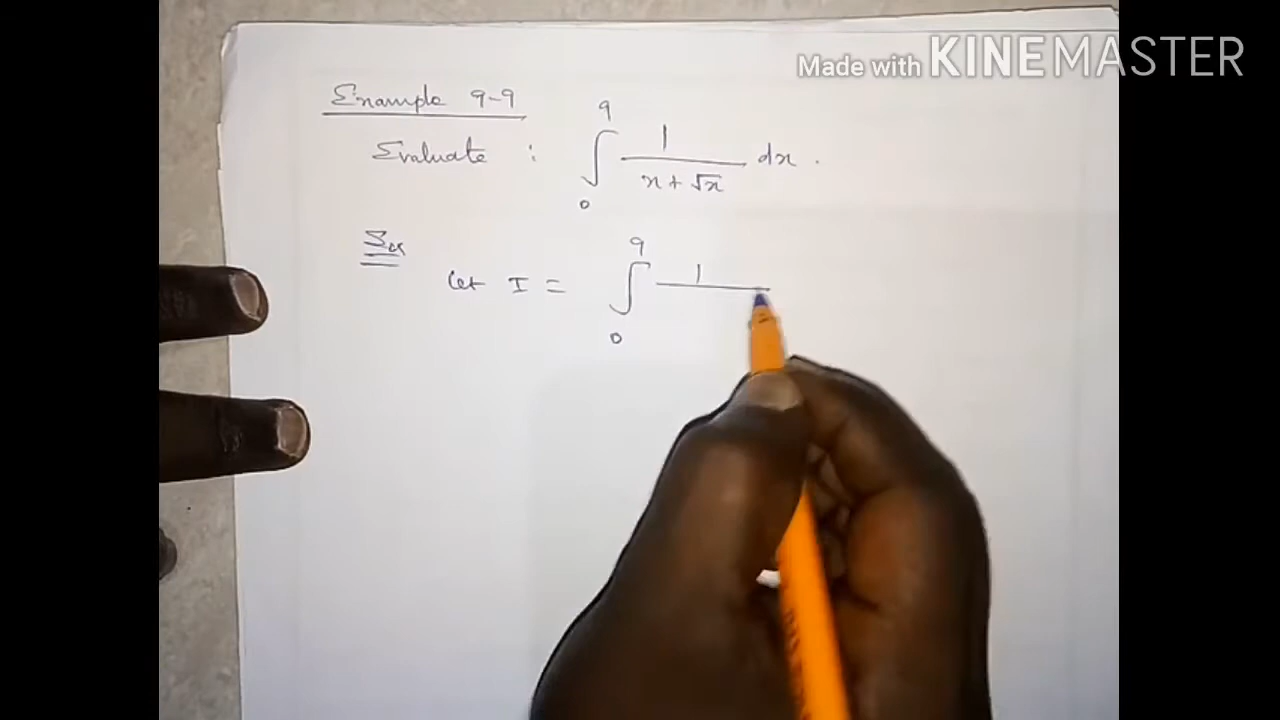 Made with KINEMASTER
Example 9-9
Evaluate : ∫₀⁹ 1/(x + √x) dx .
Sol
Let I = ∫₀⁹ 1